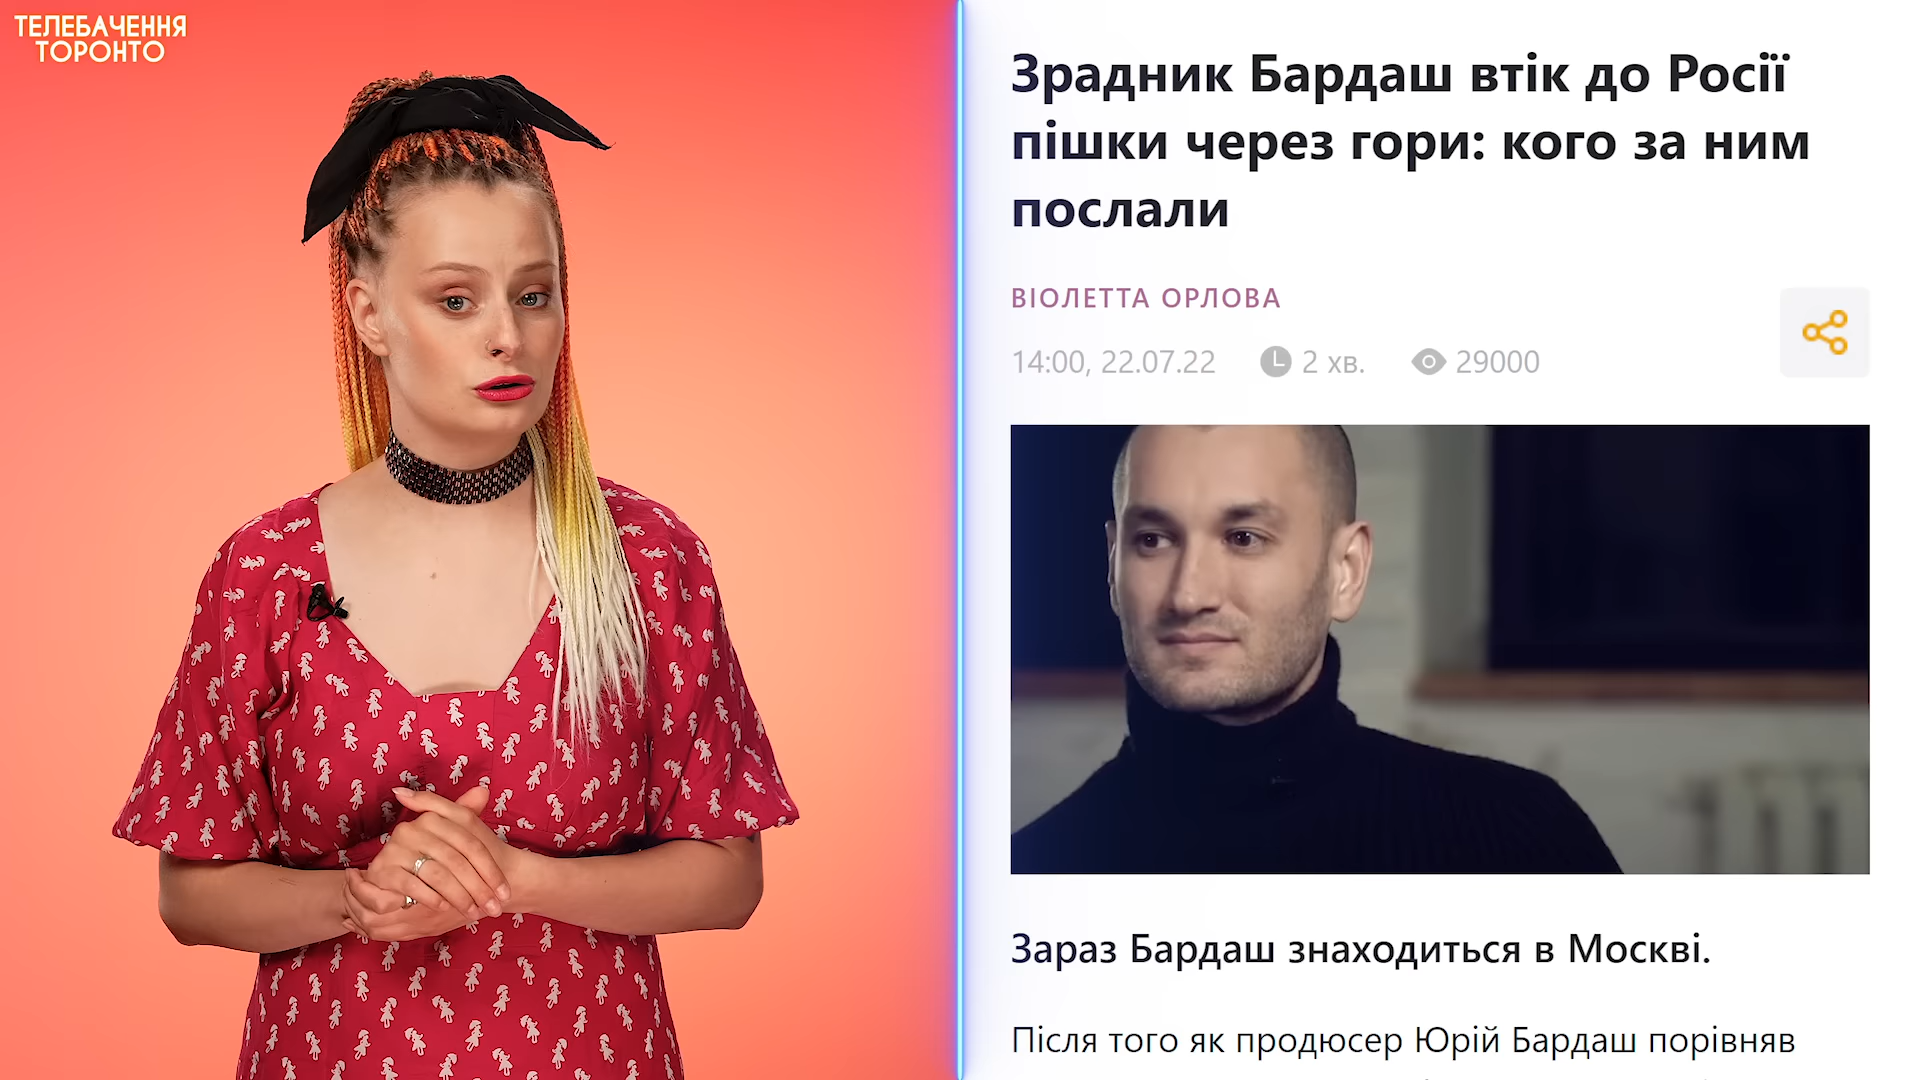 ТЕЛЕБАЧЕННЯ
ТОРОНТО
Зрадник Бардаш втік до Росії
пішки через гори: кого за ним
послали
ВІОЛЕТТА ОРЛОВА
14:00, 22.07.22 2 хв. 29000
Зараз Бардаш знаходиться в Москві.
Після того як продюсер Юрій Бардаш порівняв